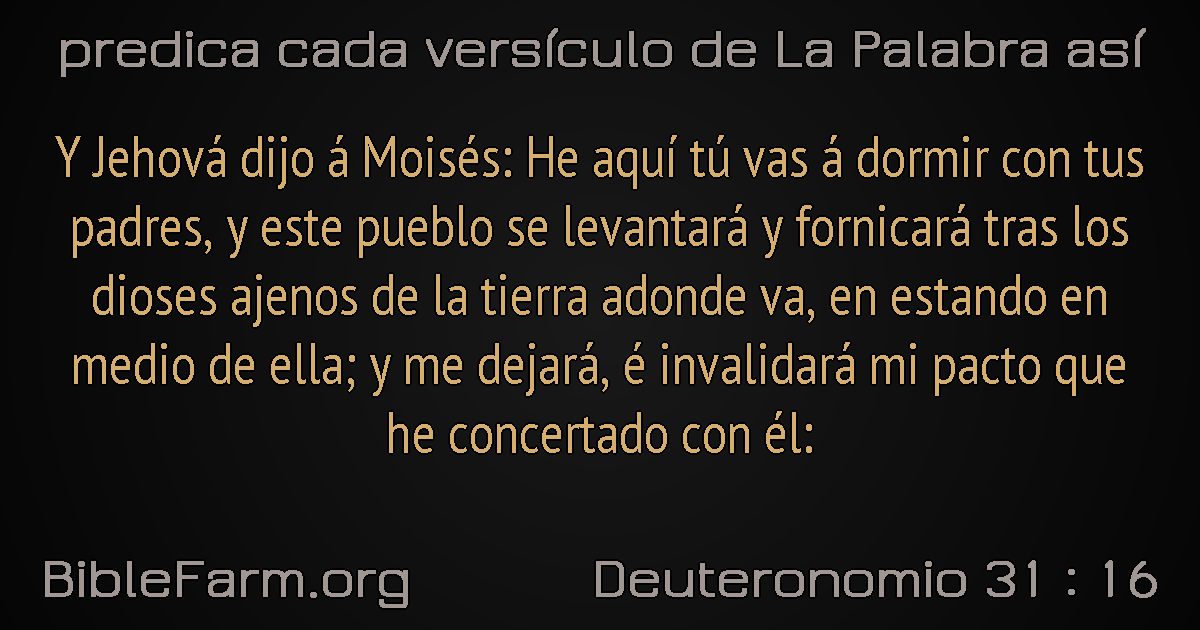 predica cada versículo de La Palabra así
Y Jehová dijo á Moisés: He aquí tú vas á dormir con tus
padres, y este pueblo se levantará y fornicará tras los
dioses ajenos de la tierra adonde va, en estando en
medio de ella; y me dejará, é invalidará mi pacto que
he concertado con él:
BibleFarm.org
Deuteronomio 31 : 16